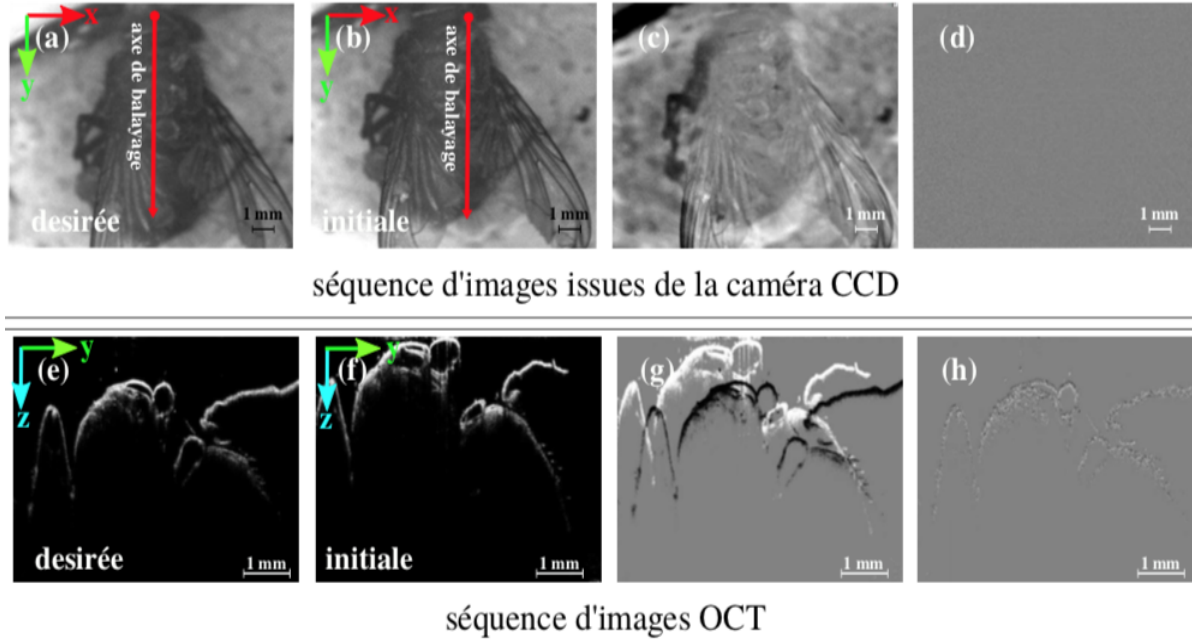 x
(a)
y
axe de balayage
desirée
1 mm
x
(b)
y
axe de balayage
initiale
1 mm
(c)
1 mm
(d)
1 mm
séquence d'images issues de la caméra CCD
y
(e)
z
desirée
1 mm
y
(f)
z
initiale
1 mm
(g)
1 mm
(h)
1 mm
séquence d'images OCT